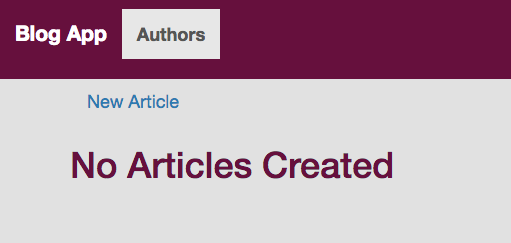 Blog App Authors
New Article
No Articles Created